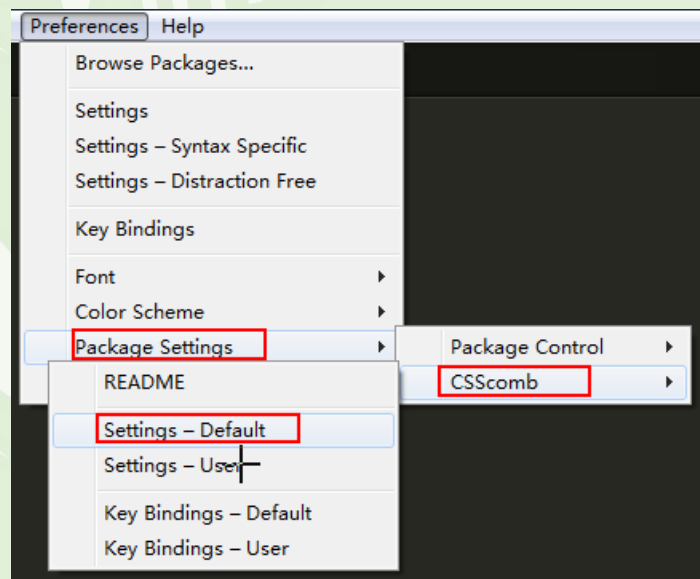 Preferences Help
Browse Packages...
Settings
Settings – Syntax Specific
Settings – Distraction Free
Key Bindings
Font
Color Scheme
Package Settings
Package Control
CSScomb
README
Settings – Default
Settings – User
Key Bindings – Default
Key Bindings – User